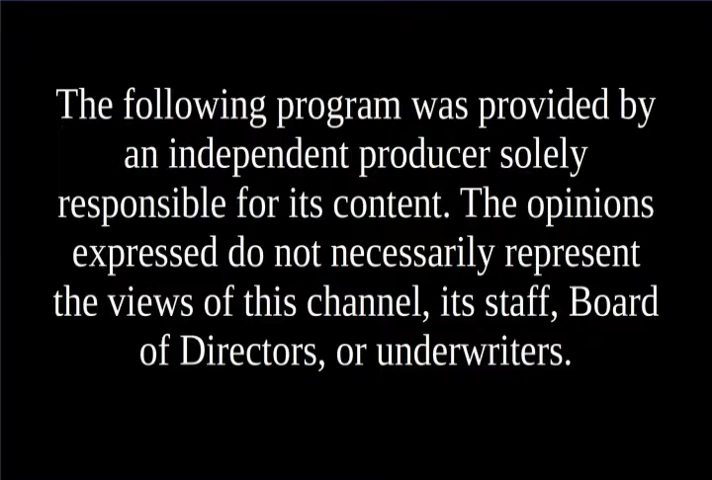 The following program was provided by
an independent producer solely
responsible for its content. The opinions
expressed do not necessarily represent
the views of this channel, its staff, Board
of Directors, or underwriters.